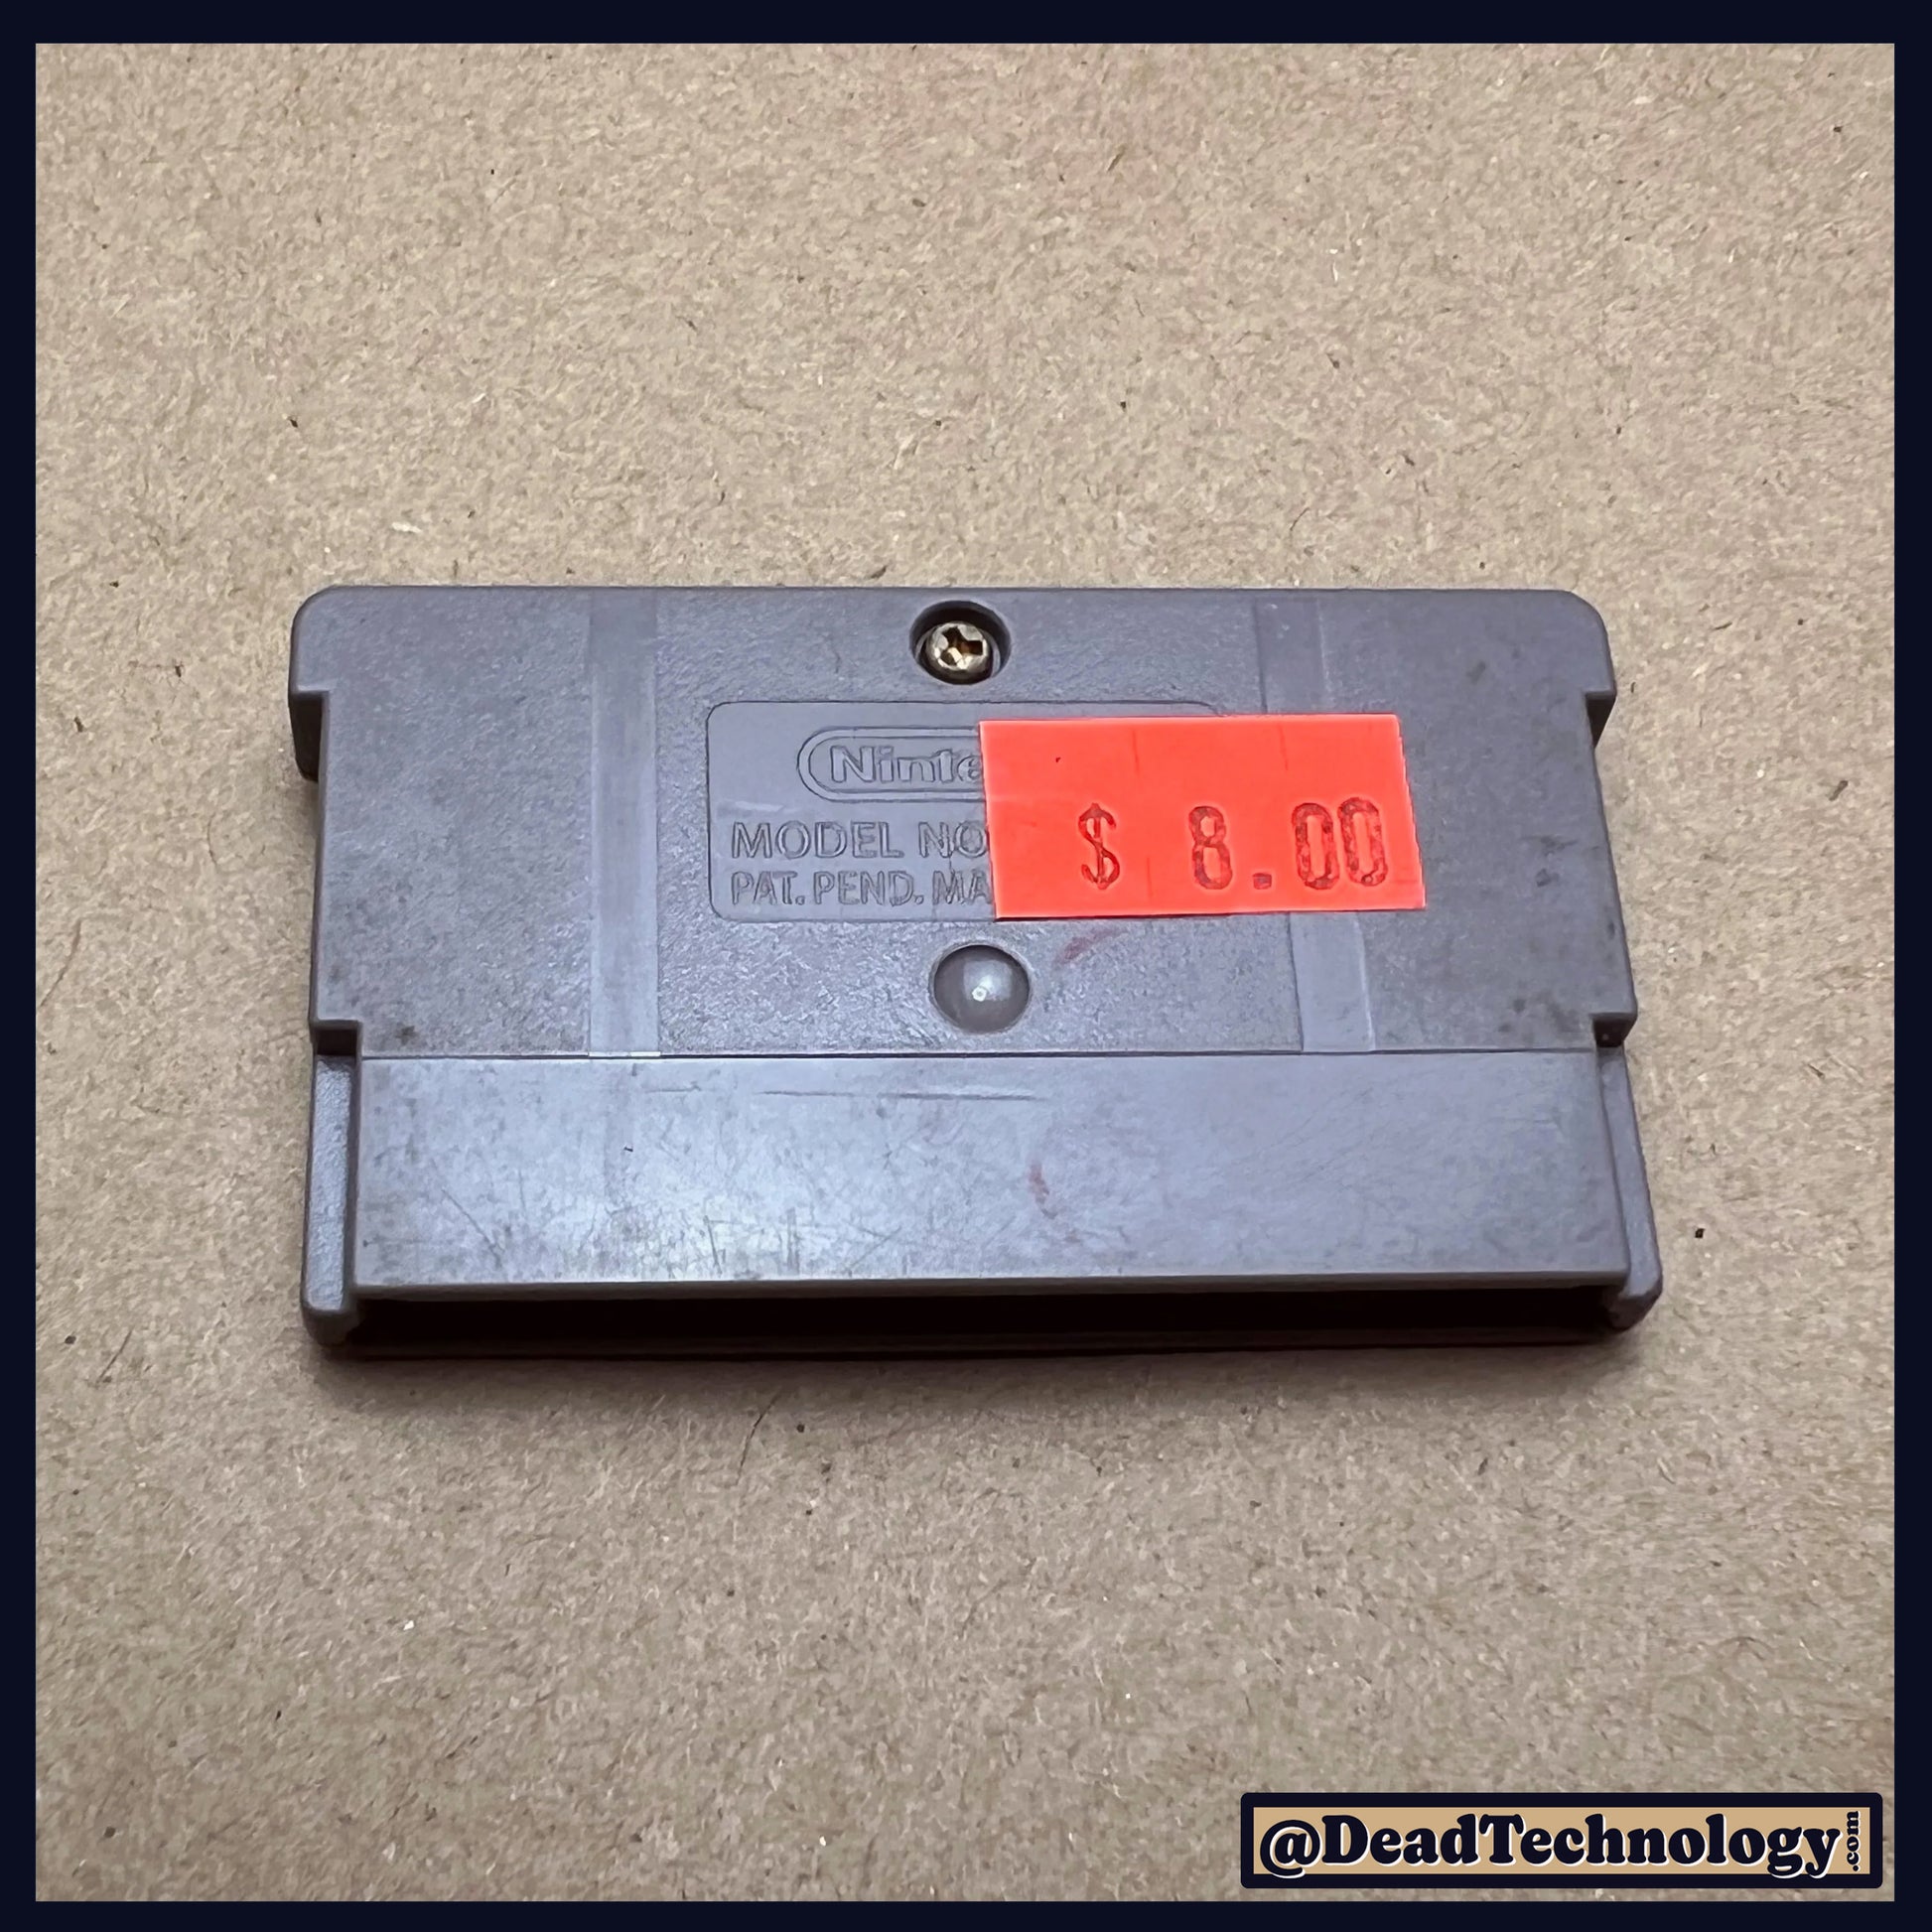 Ninte
$ 8.00
MODEL NO
PAT. PEND. MA
@DeadTechnology.com